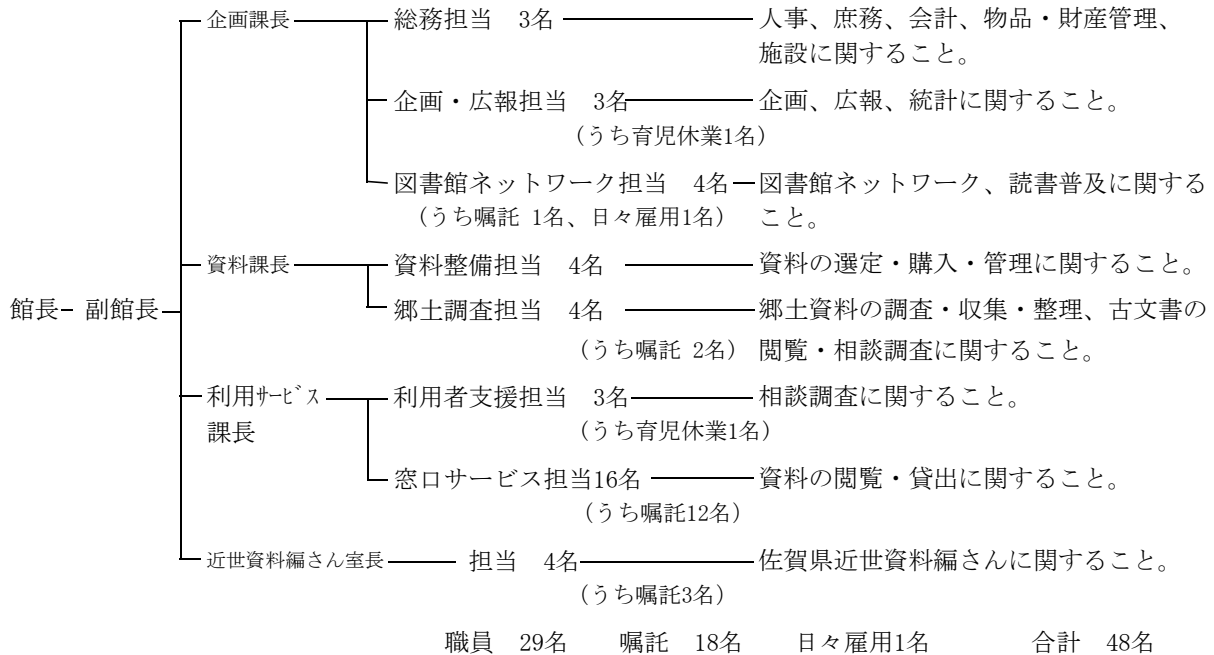 企画課長 総務担当 3名 人事、庶務、会計、物品・財産管理、
施設に関すること。
企画・広報担当 3名 企画、広報、統計に関すること。
(うち育児休業1名)
図書館ネットワーク担当 4名 図書館ネットワーク、読書普及に関する
(うち嘱託 1名、日々雇用1名) こと。
資料課長 資料整備担当 4名 資料の選定・購入・管理に関すること。
館長 副館長 郷土調査担当 4名 郷土資料の調査・収集・整理、古文書の
(うち嘱託 2名) 閲覧・相談調査に関すること。
利用サービス 利用者支援担当 3名 相談調査に関すること。
課長 (うち育児休業1名)
窓口サービス担当16名 資料の閲覧・貸出に関すること。
(うち嘱託12名)
近世資料編さん室長 担当 4名 佐賀県近世資料編さんに関すること。
(うち嘱託3名)
職員 29名 嘱託 18名 日々雇用1名 合計 48名